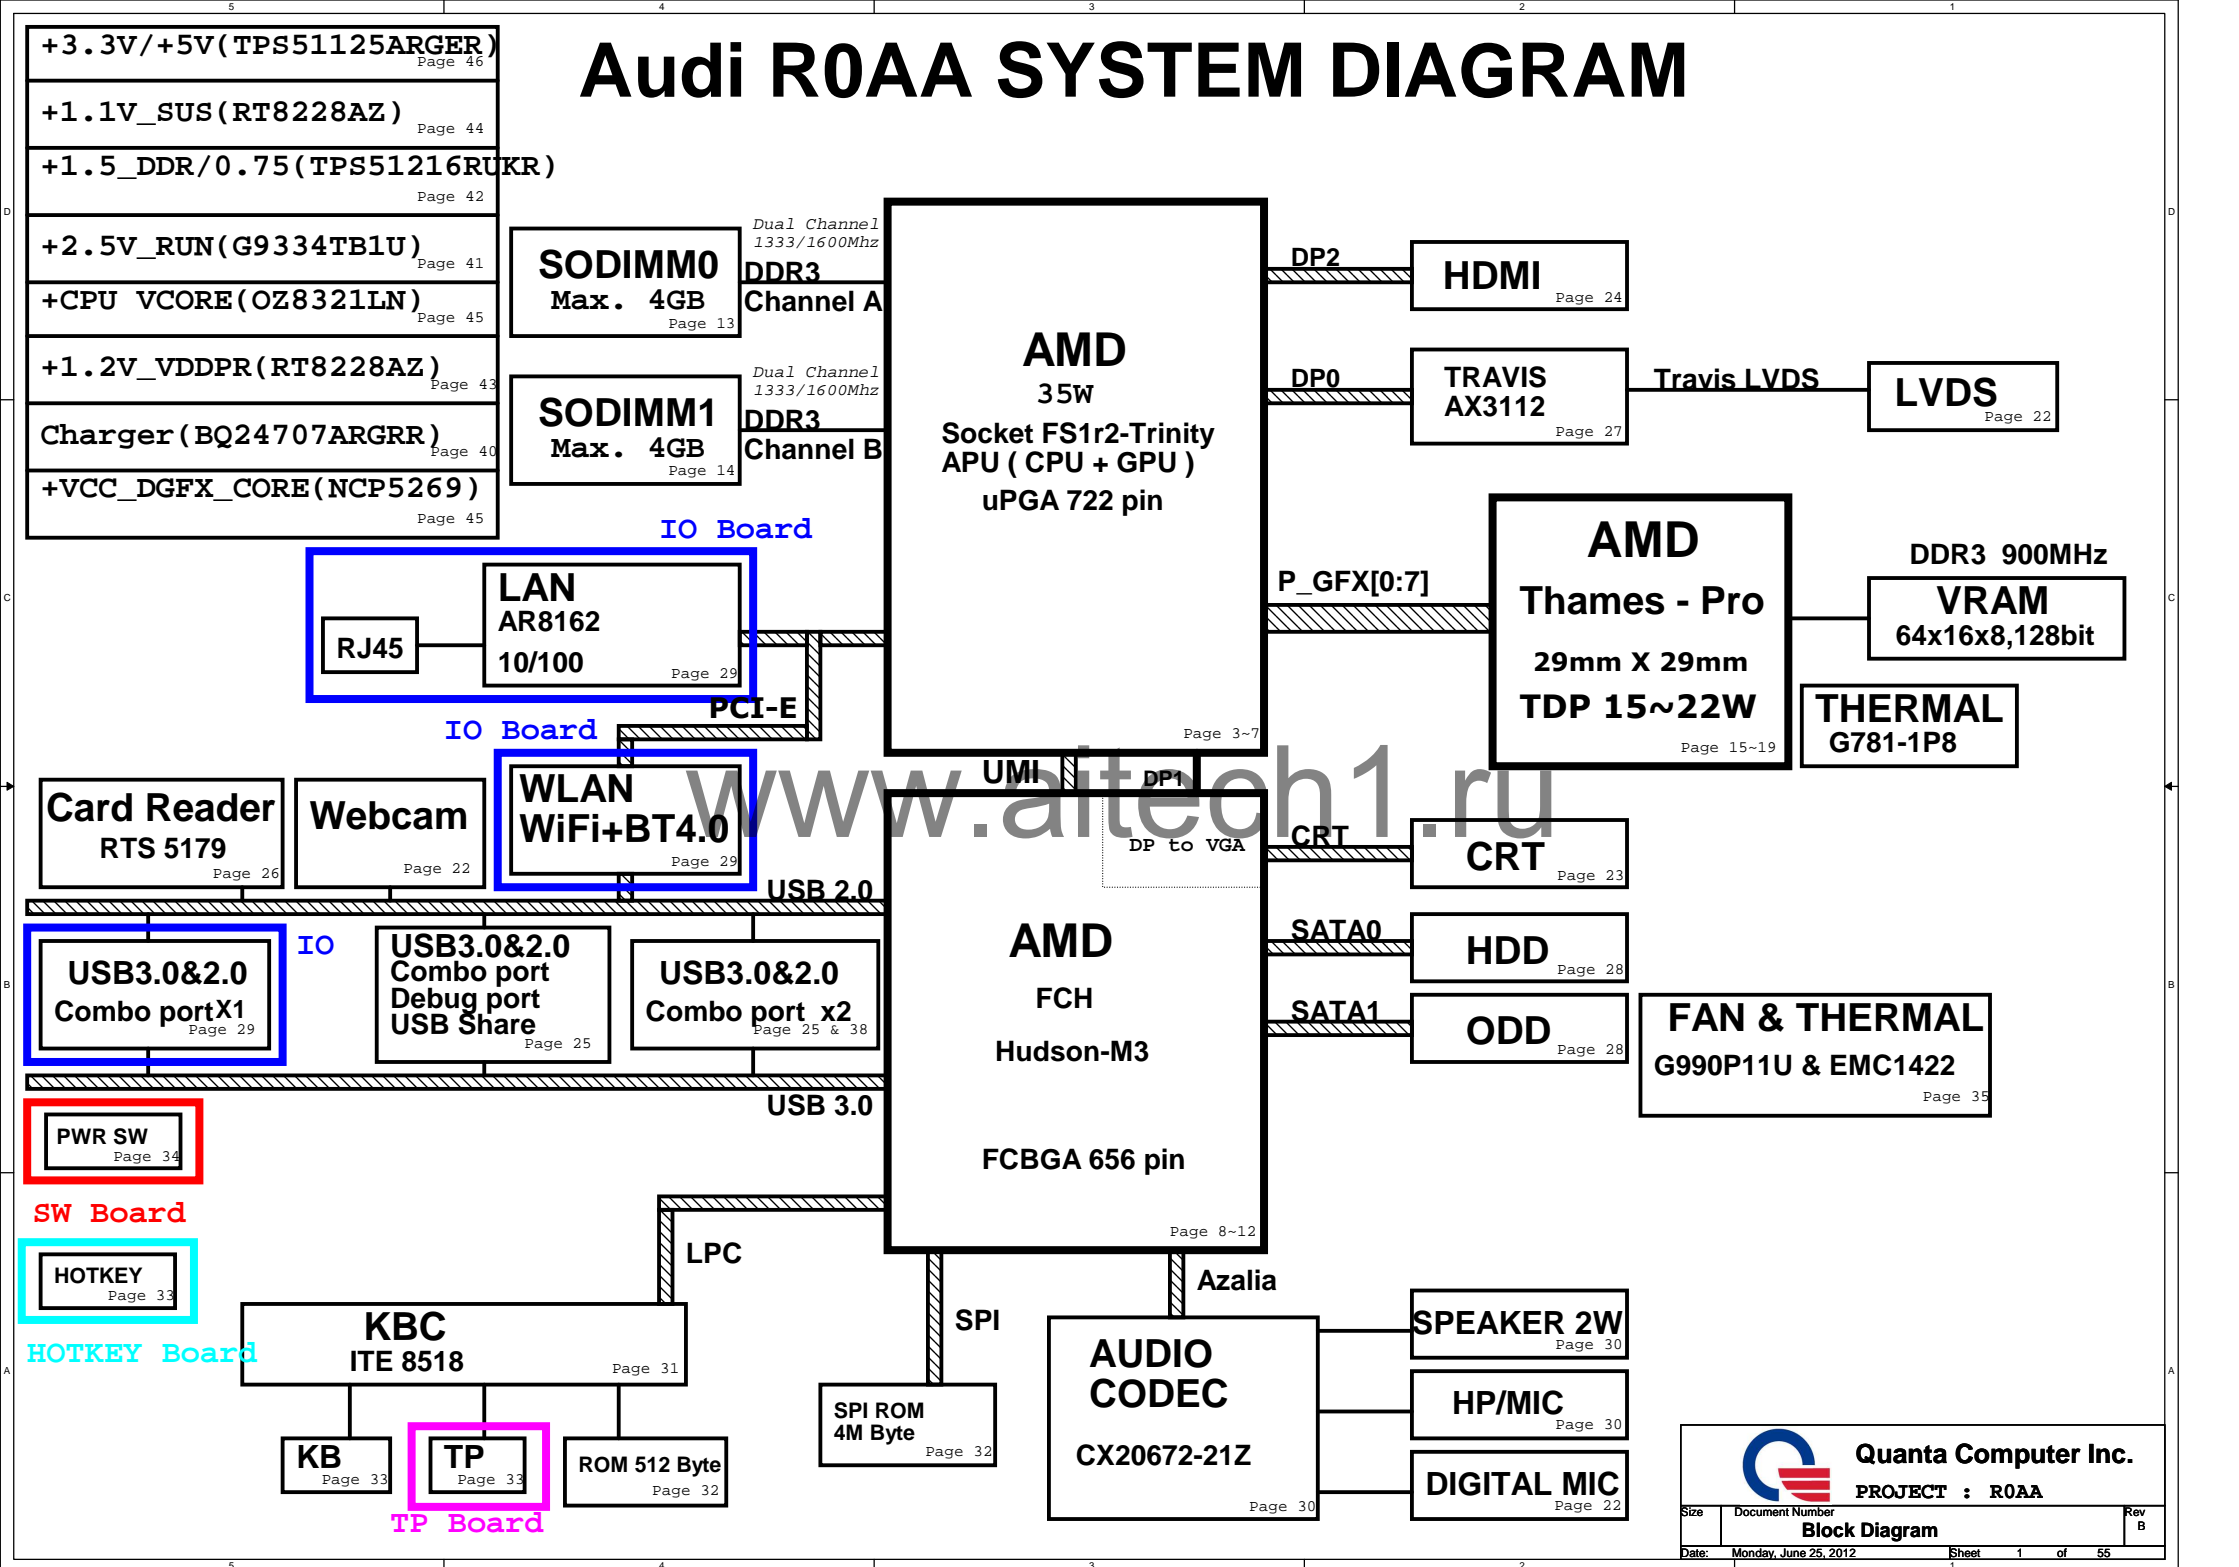 Audi R0AA SYSTEM DIAGRAM
+3.3V/+5V(TPS51125ARGER)
Page 46
+1.1V_SUS(RT8228AZ)
Page 44
+1.5_DDR/0.75(TPS51216RUKR)
Page 42
+2.5V_RUN(G9334TB1U)
Page 41
+CPU VCORE(OZ8321LN)
Page 45
+1.2V_VDDPR(RT8228AZ)
Page 43
Charger(BQ24707ARGRR)
Page 40
+VCC_DGFX_CORE(NCP5269)
Page 45
SODIMM0
Max. 4GB
Page 13
Dual Channel
1333/1600Mhz
DDR3
Channel A
SODIMM1
Max. 4GB
Page 14
Dual Channel
1333/1600Mhz
DDR3
Channel B
AMD
35W
Socket FS1r2-Trinity
APU ( CPU + GPU )
uPGA 722 pin
Page 3~7
DP2
HDMI
Page 24
DP0
TRAVIS
AX3112
Page 27
Travis LVDS
LVDS
Page 22
P_GFX[0:7]
AMD
Thames - Pro
29mm X 29mm
TDP 15~22W
Page 15~19
DDR3 900MHz
VRAM
64x16x8,128bit
THERMAL
G781-1P8
IO Board
LAN
AR8162
10/100
Page 29
RJ45
PCI-E
IO Board
WLAN
WiFi+BT4.0
Page 29
UMI
DP1
www.aitech1.ru
Card Reader
RTS 5179
Page 26
Webcam
Page 22
USB 2.0
IO
USB3.0&2.0
Combo port X1
Page 29
USB3.0&2.0
Combo port
Debug port
USB Share
Page 25
USB3.0&2.0
Combo port x2
Page 25 & 38
USB 3.0
DP to VGA
AMD
FCH
Hudson-M3
FCBGA 656 pin
Page 8~12
CRT
CRT
Page 23
SATA0
HDD
Page 28
SATA1
ODD
Page 28
FAN & THERMAL
G990P11U & EMC1422
Page 35
PWR SW
Page 34
SW Board
HOTKEY
Page 33
HOTKEY Board
LPC
KBC
ITE 8518
Page 31
KB
Page 33
TP
Page 33
TP Board
ROM 512 Byte
Page 32
SPI
SPI ROM
4M Byte
Page 32
Azalia
AUDIO
CODEC
CX20672-21Z
Page 30
SPEAKER 2W
Page 30
HP/MIC
Page 30
DIGITAL MIC
Page 22
Quanta Computer Inc.
PROJECT : R0AA
Size
Document Number
Rev
Block Diagram
B
Date: Monday, June 25, 2012 Sheet 1 of 55
5 4 3 2 1
5 4 3 2 1
D D
C C
B B
A A